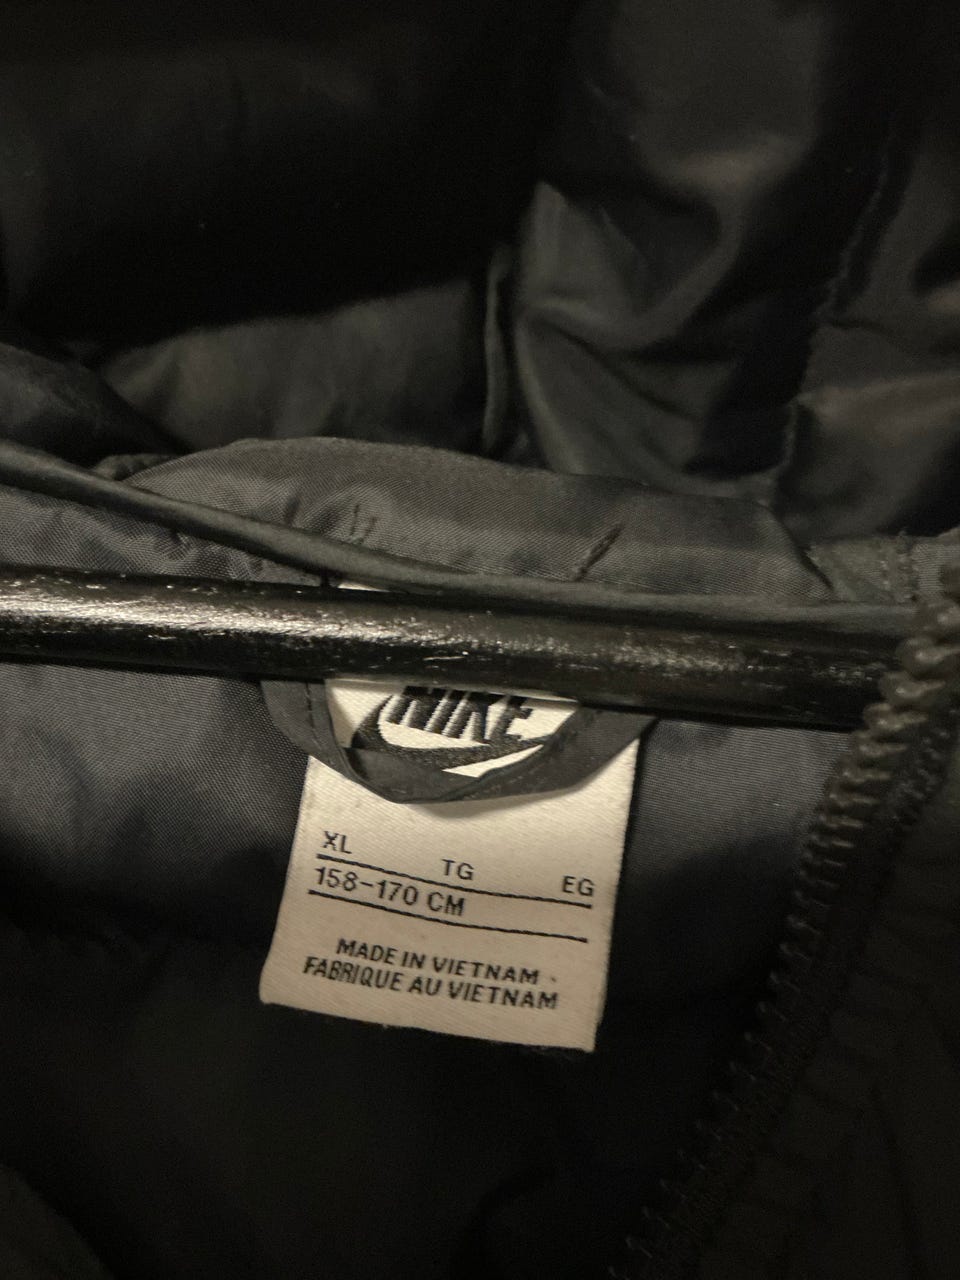 NIKE
XL TG EG
158-170 CM
MADE IN VIETNAM
FABRIQUE AU VIETNAM